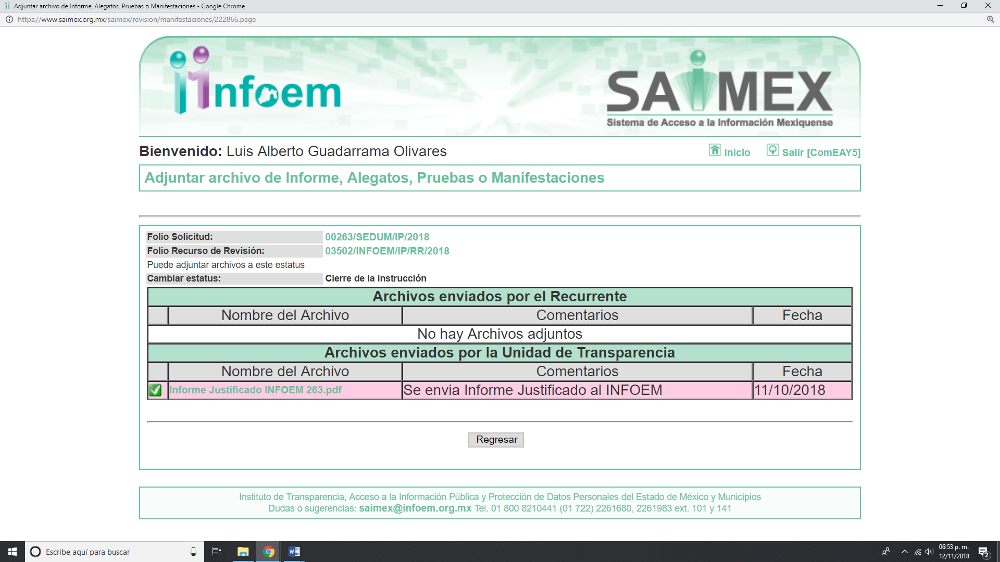 Adjuntar archivo de Informe, Alegatos, Pruebas o Manifestaciones - Google Chrome
https://www.saimex.org.mx/saimex/revision/manifestaciones/222866.page
infoem
SAIMEX
Sistema de Acceso a la Información Mexiquense
Bienvenido: Luis Alberto Guadarrama Olivares
Inicio Salir [ComEAY5]
Adjuntar archivo de Informe, Alegatos, Pruebas o Manifestaciones
Folio Solicitud: 00263/SEDUM/IP/2018
Folio Recurso de Revisión: 03502/INFOEM/IP/RR/2018
Puede adjuntar archivos a este estatus
Cambiar estatus: Cierre de la instrucción
Archivos enviados por el Recurrente
Nombre del Archivo Comentarios Fecha
No hay Archivos adjuntos
Archivos enviados por la Unidad de Transparencia
Nombre del Archivo Comentarios Fecha
Informe Justificado INFOEM 263.pdf Se envia Informe Justificado al INFOEM 11/10/2018
Regresar
Instituto de Transparencia, Acceso a la Información Pública y Protección de Datos Personales del Estado de México y Municipios
Dudas o sugerencias: saimex@infoem.org.mx Tel. 01 800 8210441 (01 722) 2261680, 2261983 ext. 101 y 141
Escribe aquí para buscar
06:53 p. m.
12/11/2018
2